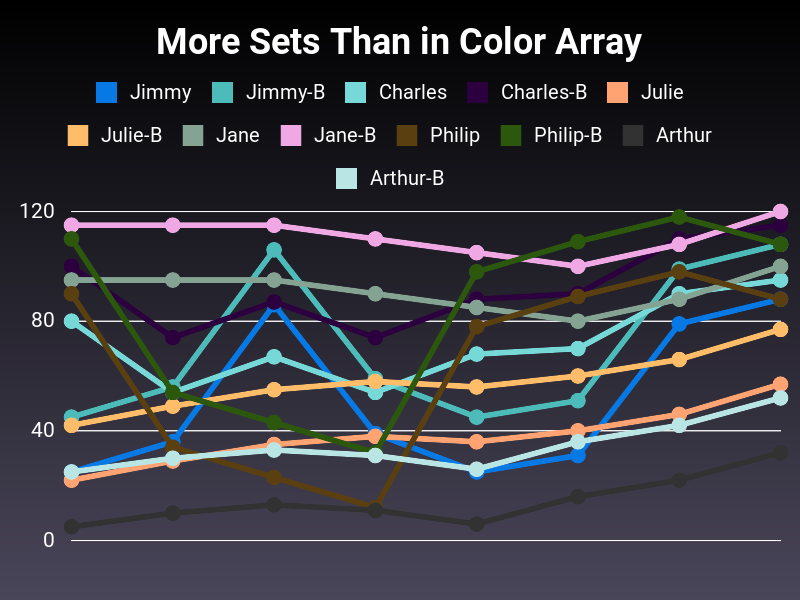 More Sets Than in Color Array
Jimmy Jimmy-B Charles Charles-B Julie
Julie-B Jane Jane-B Philip Philip-B Arthur
Arthur-B
120
80
40
0